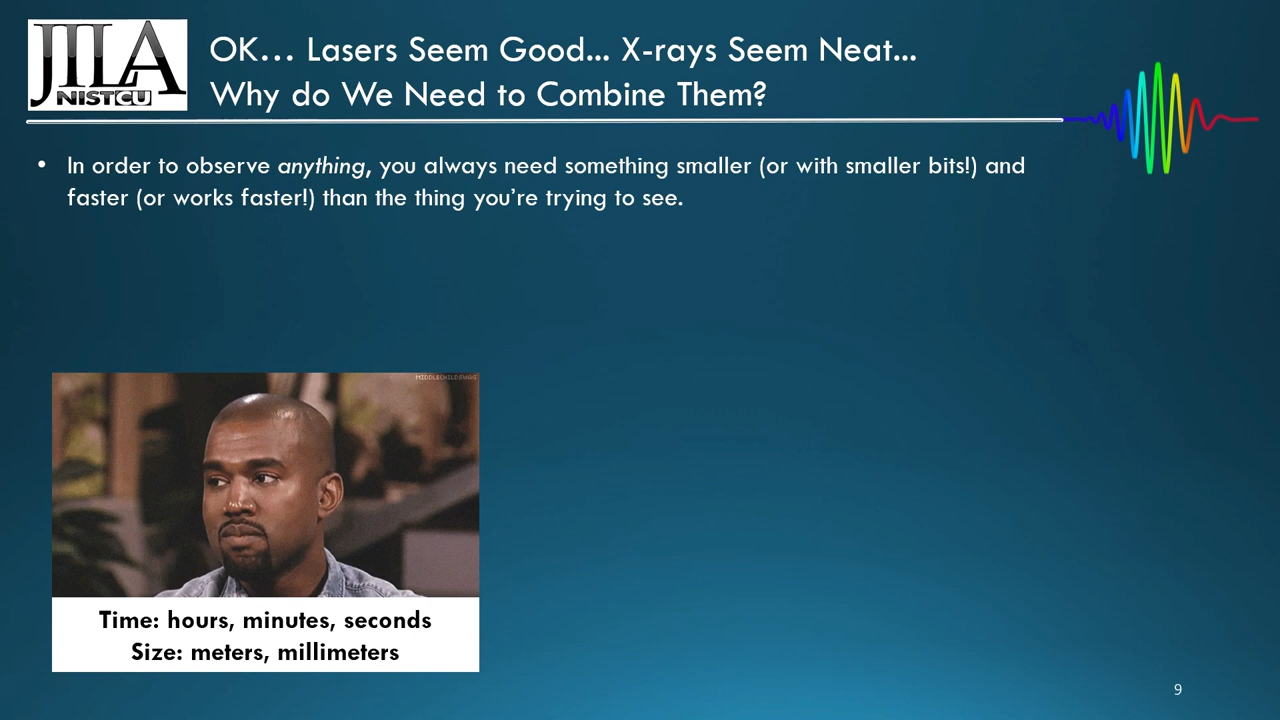 JILA
NIST CU
OK... Lasers Seem Good... X-rays Seem Neat...
Why do We Need to Combine Them?
• In order to observe anything, you always need something smaller (or with smaller bits!) and
faster (or works faster!) than the thing you’re trying to see.
MIDDLECHILDSWAG
Time: hours, minutes, seconds
Size: meters, millimeters
9